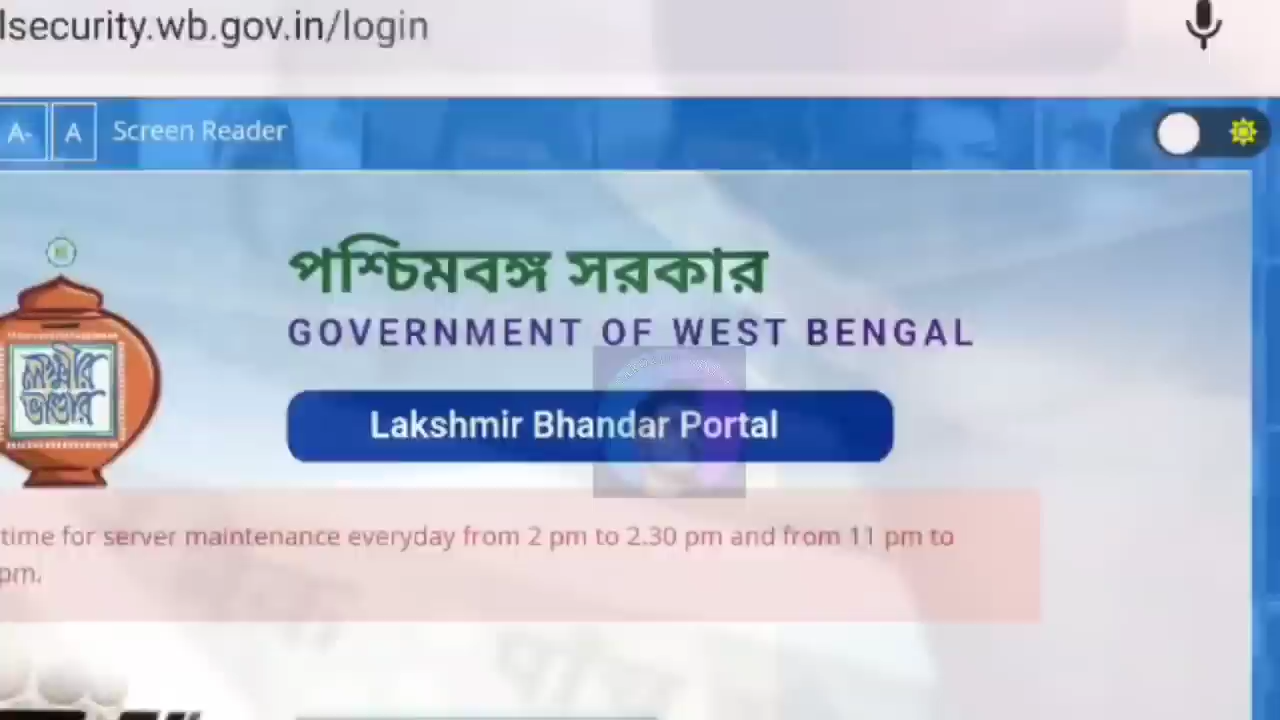 lsecurity.wb.gov.in/login
A- A Screen Reader
পশ্চিমবঙ্গ সরকার
GOVERNMENT OF WEST BENGAL
লক্ষ্মীর
ভাণ্ডার
Lakshmir Bhandar Portal
time for server maintenance everyday from 2 pm to 2.30 pm and from 11 pm to
pm.